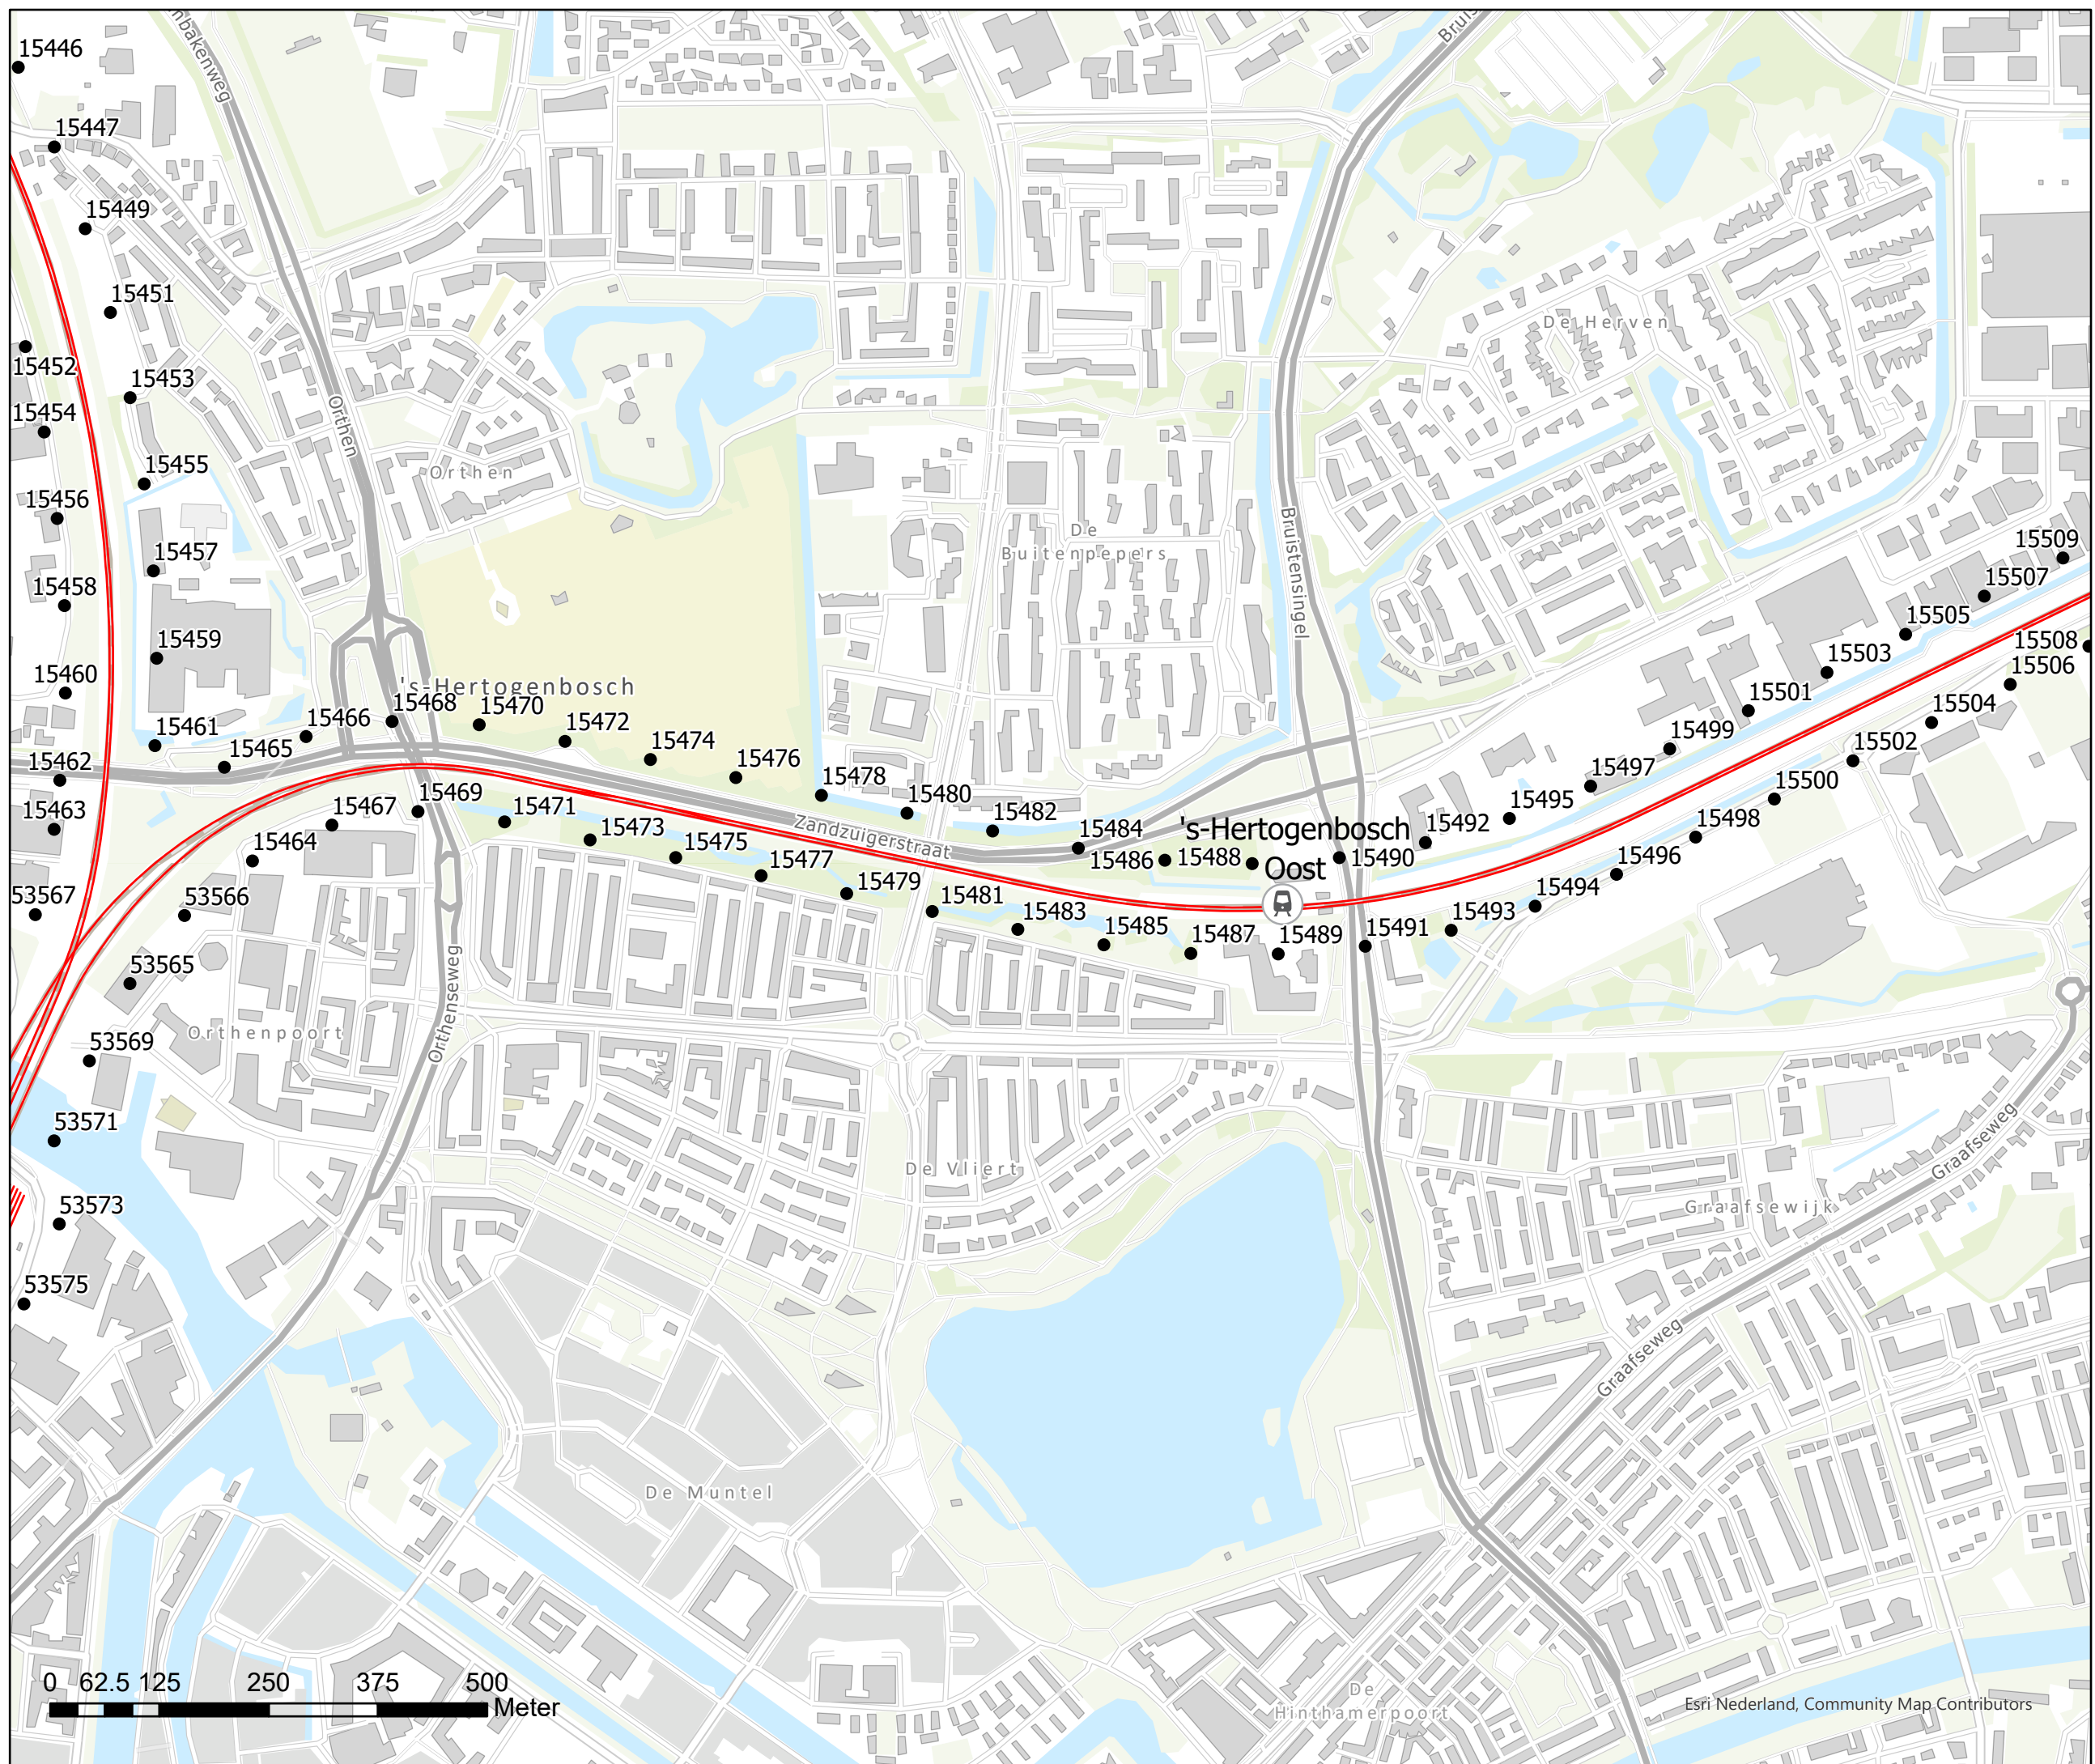 15446
nbakenweg
Bruis
15447
15449
15451
15452
15453
De Herven
15454
Orthen
15455
Orthen
15456
De
Buitenpepers
Bruistensingel
15457
15509
15507
15458
15505
15459
15508
15503
15506
15460
's-Hertogenbosch
15501
15468
15470
15504
15466
15472
15461
15465
15474
15499
15502
15462
15476
15497
15500
15478
15463
15480
15469
15471
15495
15467
15482
Zandzuigerstraat
15473
15484
's-Hertogenbosch
15492
15498
15464
15475
15486
15488
Oost
15490
15496
15477
53567
53566
15479
15481
15494
15483
15493
15485
15487
15489
15491
53565
Orthenseweg
Orthenpoort
53569
53571
De Vliert
Graafseweg
53573
Graafsewijk
53575
Graafseweg
De Muntel
0 62.5 125 250 375 500
Meter
De
Hinthamerpoort
Esri Nederland, Community Map Contributors